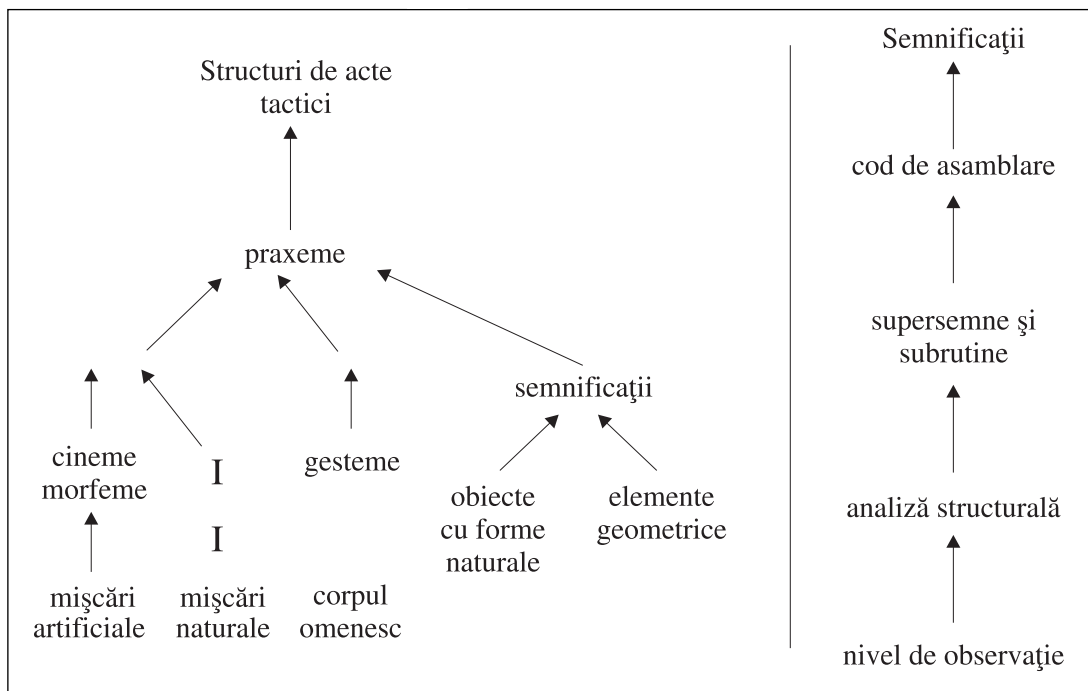 Structuri de acte
tactici
praxeme
semnificaţii
cineme
morfeme
I
I
gesteme
obiecte
cu forme
naturale
elemente
geometrice
mişcări
artificiale
mişcări
naturale
corpul
omenesc
Semnificaţii
cod de asamblare
supersemne şi
subrutine
analiză structurală
nivel de observaţie